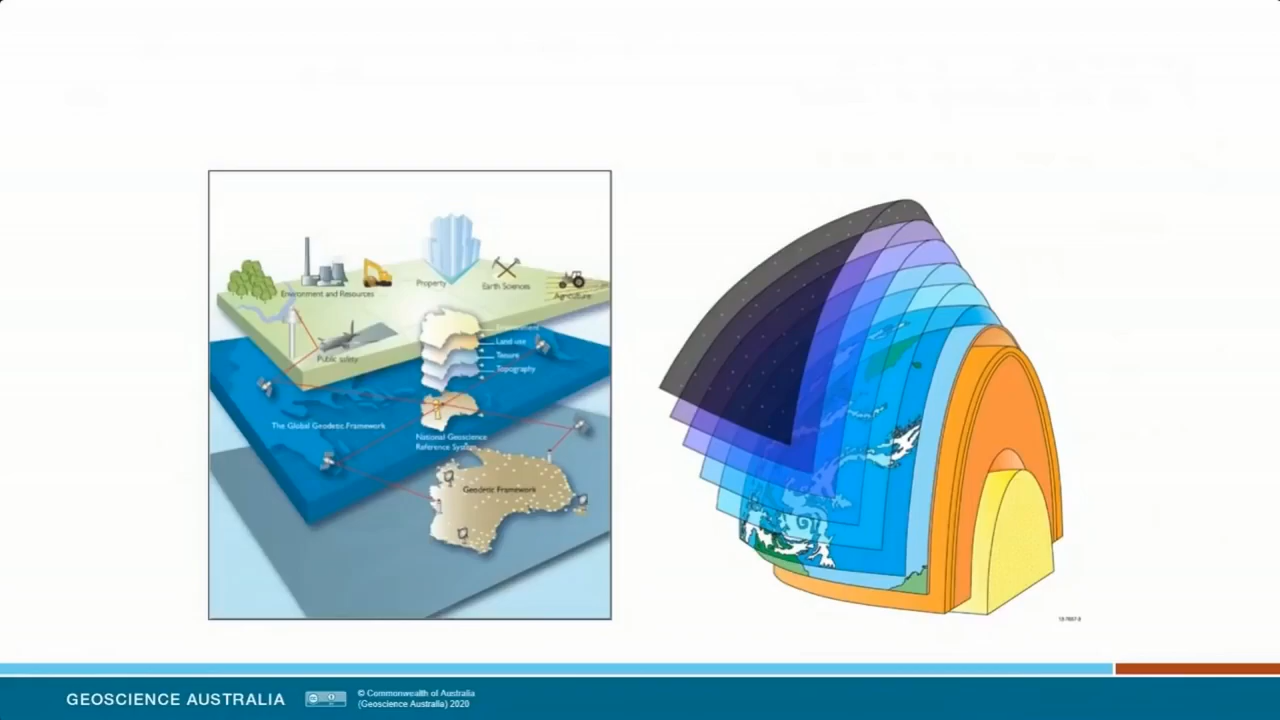 Property
Environment and Resources
Earth Sciences
Agriculture
Environment
Land use
Public safety
Tenure
Topography
The Global Geodetic Framework
National Geoscience
Reference System
Geodetic Framework
GEOSCIENCE AUSTRALIA
© Commonwealth of Australia
(Geoscience Australia) 2020